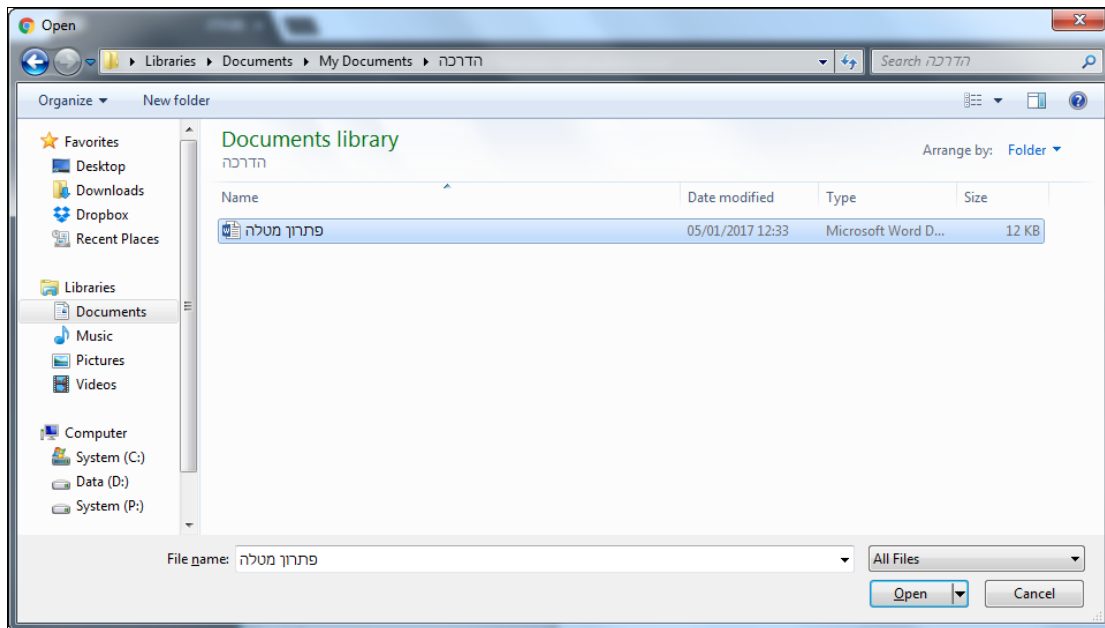 Open
Libraries Documents My Documents הדרכה
Search הדרכה
Organize New folder
Favorites
Desktop
Downloads
Dropbox
Recent Places
Libraries
Documents
Music
Pictures
Videos
Computer
System (C:)
Data (D:)
System (P:)
Documents library
הדרכה
Arrange by: Folder
Name Date modified Type Size
פתרון מטלה 05/01/2017 12:33 Microsoft Word D... 12 KB
File name: פתרון מטלה All Files
Open Cancel